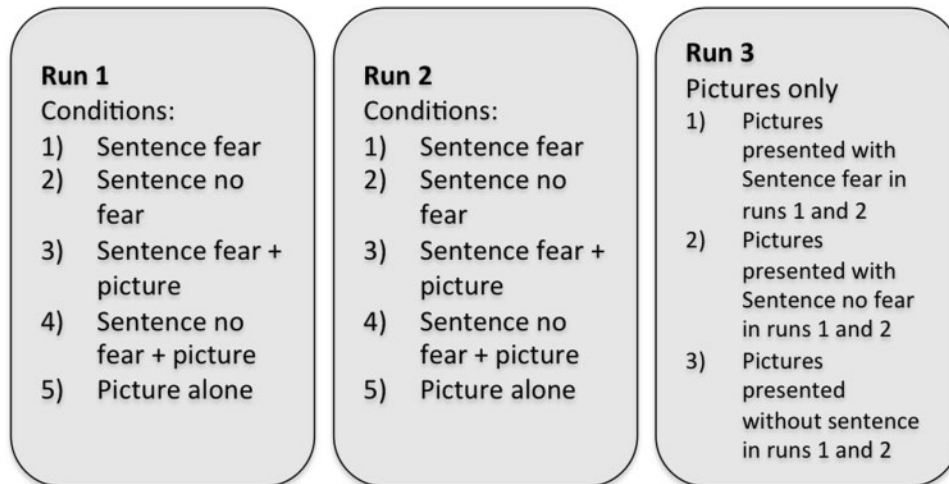 Run 1
Conditions:
1) Sentence fear
2) Sentence no
fear
3) Sentence fear +
picture
4) Sentence no
fear + picture
5) Picture alone
Run 2
Conditions:
1) Sentence fear
2) Sentence no
fear
3) Sentence fear +
picture
4) Sentence no
fear + picture
5) Picture alone
Run 3
Pictures only
1) Pictures
presented with
Sentence fear in
runs 1 and 2
2) Pictures
presented with
Sentence no fear
in runs 1 and 2
3) Pictures
presented
without sentence
in runs 1 and 2